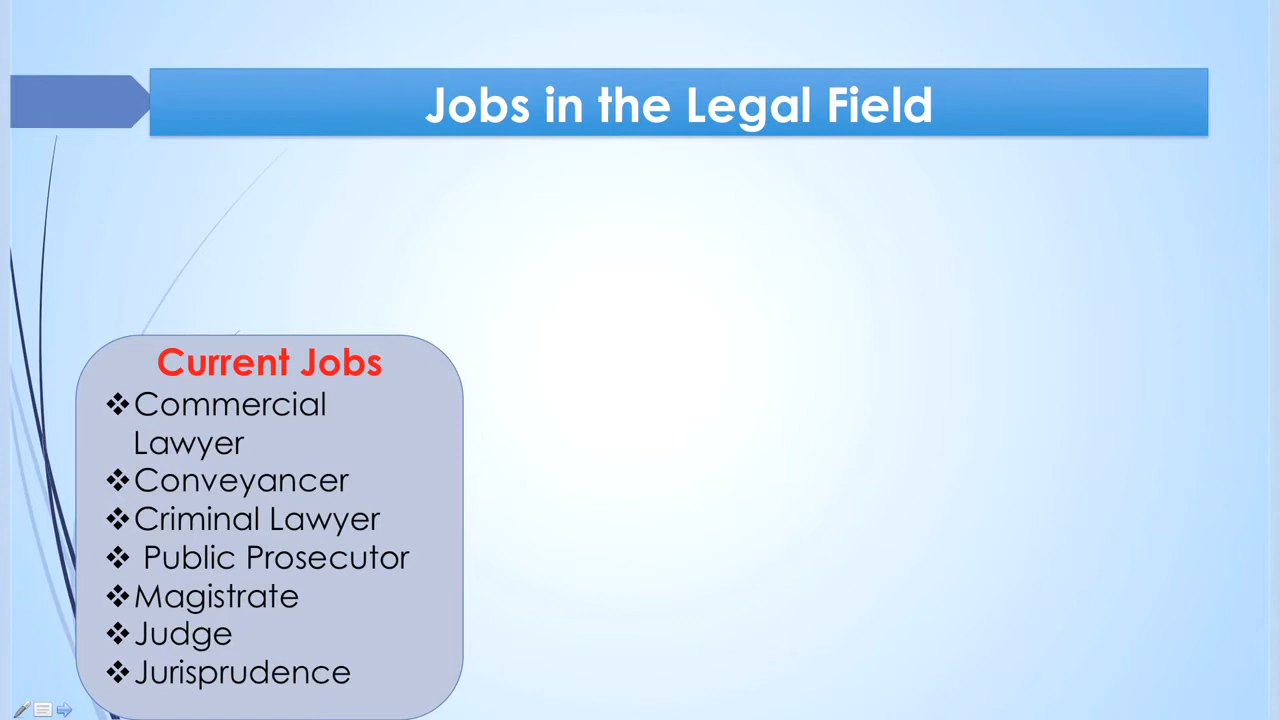 Jobs in the Legal Field
Current Jobs
❖Commercial
Lawyer
❖Conveyancer
❖Criminal Lawyer
❖ Public Prosecutor
❖Magistrate
❖Judge
❖Jurisprudence